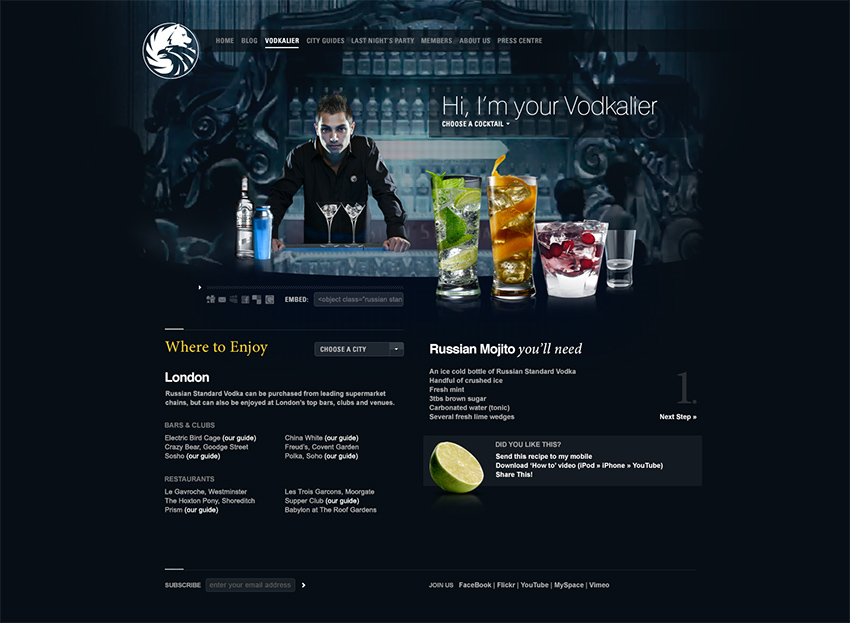 HOME BLOG VODKALIER CITY GUIDES LAST NIGHT'S PARTY MEMBERS ABOUT US PRESS CENTRE
Hi, I'm your Vodkalier
CHOOSE A COCKTAIL
EMBED: <object class="russian stan
Where to Enjoy
CHOOSE A CITY
London
Russian Standard Vodka can be purchased from leading supermarket
chains, but can also be enjoyed at London's top bars, clubs and venues.
BARS & CLUBS
Electric Bird Cage (our guide) China White (our guide)
Crazy Bear, Goodge Street Freud's, Covent Garden
Sosho (our guide) Polka, Soho (our guide)
RESTAURANTS
Le Gavroche, Westminster Les Trois Garcons, Moorgate
The Hoxton Pony, Shoreditch Supper Club (our guide)
Prism (our guide) Babylon at The Roof Gardens
Russian Mojito you'll need
An ice cold bottle of Russian Standard Vodka
Handful of crushed ice
Fresh mint
3tbs brown sugar
Carbonated water (tonic)
Several fresh lime wedges
1.
Next Step »
DID YOU LIKE THIS?
Send this recipe to my mobile
Download 'How to' video (iPod » iPhone » YouTube)
Share This!
SUBSCRIBE enter your email address
JOIN US FaceBook | Flickr | YouTube | MySpace | Vimeo